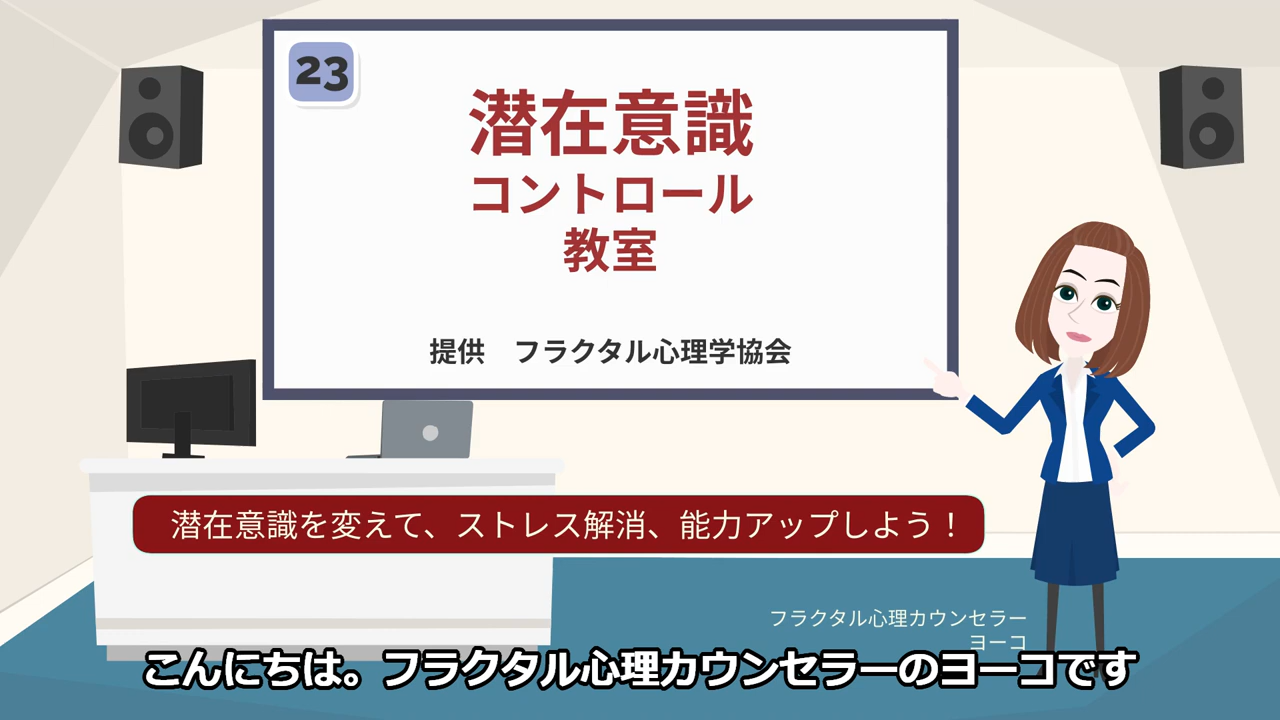 23
潜在意識
コントロール
教室
提供　フラクタル心理学協会
潜在意識を変えて、ストレス解消、能力アップしよう！
フラクタル心理カウンセラー
ヨーコ
こんにちは。フラクタル心理カウンセラーのヨーコです